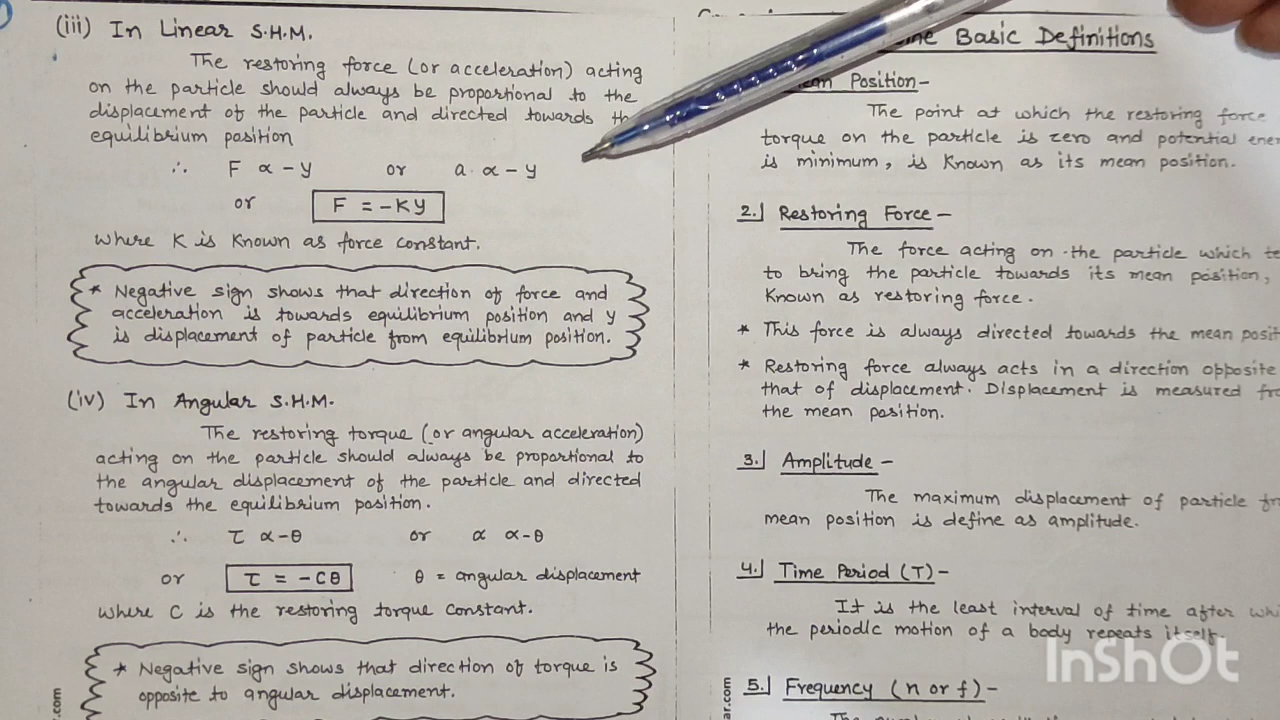 (iii) In Linear S.H.M.
The restoring force (or acceleration) acting
on the particle should always be proportional to the
displacement of the particle and directed towards
equilibrium position
∴ F α -y or a α -y
or F = -Ky
where K is known as force constant.
* Negative sign shows that direction of force and
acceleration is towards equilibrium position and y
is displacement of particle from equilibrium position.
(iv) In Angular S.H.M.
The restoring torque (or angular acceleration)
acting on the particle should always be proportional to
the angular displacement of the particle and directed
towards the equilibrium position.
∴ τ α -θ or α α -θ
or τ = -Cθ θ = angular displacement
where C is the restoring torque constant.
* Negative sign shows that direction of torque is
opposite to angular displacement.
r.com
Basic Definitions
Position-
The point at which the restoring force
torque on the particle is zero and potential
is minimum, is known as its mean position.
2.] Restoring Force-
The force acting on the particle which
to bring the particle towards its mean position,
known as restoring force.
* This force is always directed towards the mean
* Restoring force always acts in a direction opposite
that of displacement. Displacement is measured
the mean position.
3.] Amplitude-
The maximum displacement of particle
mean position is define as amplitude.
4.] Time Period (T)-
It is the least interval of time after
the periodic motion of a body repeats itself.
5.] Frequency (n or f)-
ar.com
InShOt